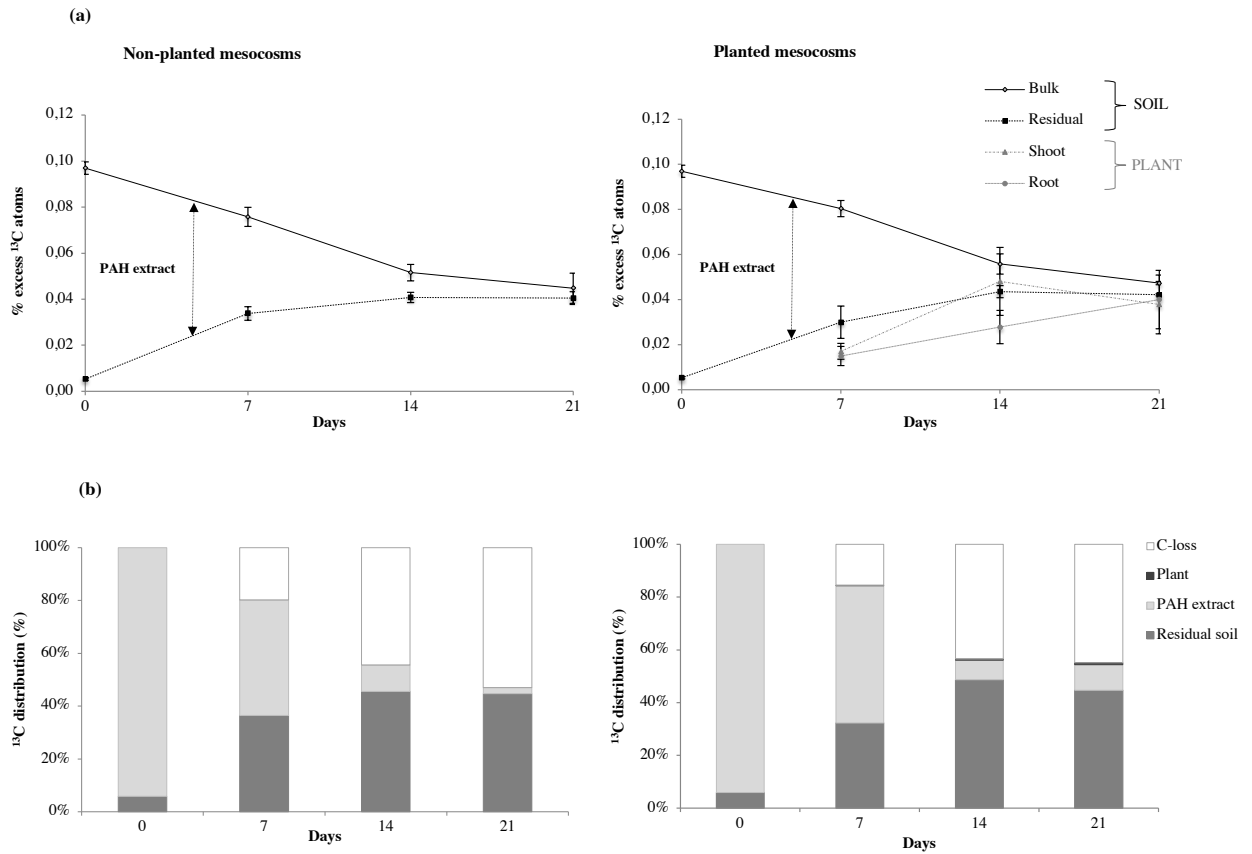 (a)
Non-planted mesocosms
% excess ¹³C atoms
0,12
0,10
0,08
0,06
0,04
0,02
0,00
PAH extract
0 7 14 21
Days
Planted mesocosms
Bulk
Residual
SOIL
Shoot
Root
PLANT
% excess ¹³C atoms
0,12
0,10
0,08
0,06
0,04
0,02
0,00
PAH extract
0 7 14 21
Days
(b)
¹³C distribution (%)
100%
80%
60%
40%
20%
0%
0 7 14 21
Days
¹³C distribution (%)
100%
80%
60%
40%
20%
0%
0 7 14 21
Days
C-loss
Plant
PAH extract
Residual soil